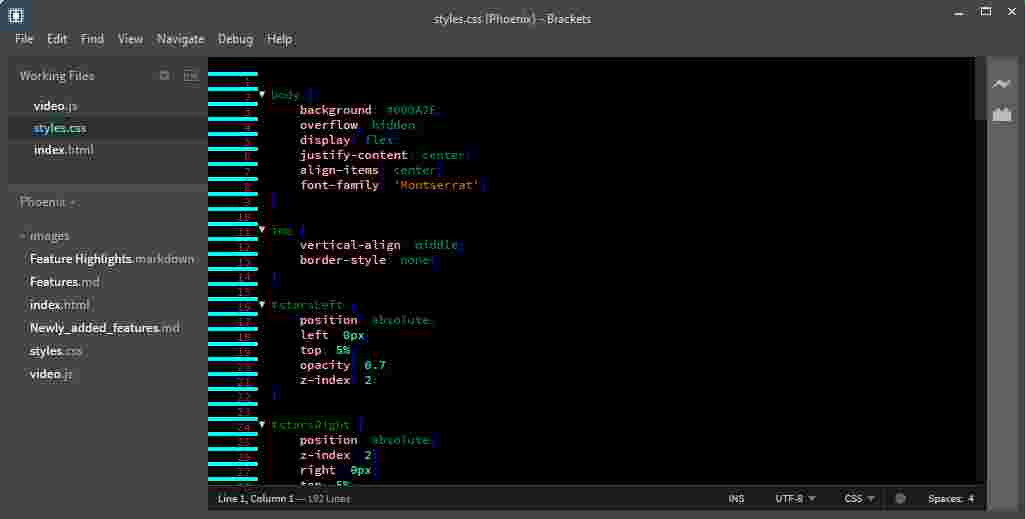 styles.css (Phoenix) - Brackets
File Edit Find View Navigate Debug Help
Working Files
video.js
styles.css
index.html
Phoenix
images
Feature Highlights.markdown
Features.md
index.html
Newly_added_features.md
styles.css
video.js
1
2 body {
3 background: #000A2E;
4 overflow: hidden;
5 display: flex;
6 justify-content: center;
7 align-items: center;
8 font-family: 'Montserrat';
9 }
10
11 img {
12 vertical-align: middle;
13 border-style: none;
14 }
15
16 #starsLeft {
17 position: absolute;
18 left: 0px;
19 top: 5%;
20 opacity: 0.7
21 z-index: 2;
22 }
23
24 #starsRight {
25 position: absolute;
26 z-index: 2;
27 right: 0px;
28 top: 5%;
Line 1, Column 1 — 192 Lines INS UTF-8 CSS Spaces: 4